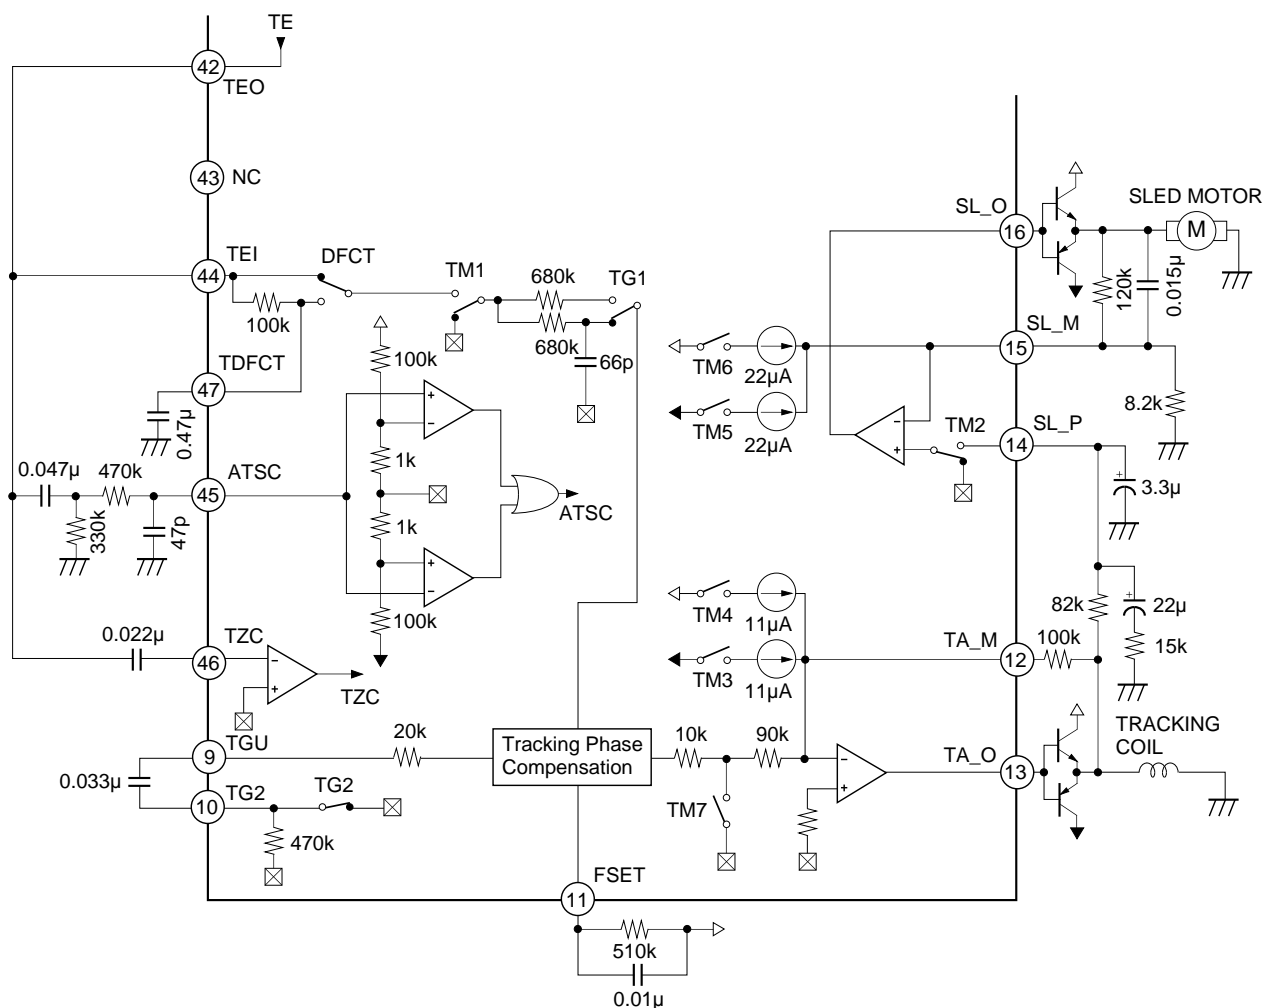 TE
42
TEO
43 NC
SLED MOTOR
SL_O
16
M
TEI
44
DFCT
TM1
680k
TG1
100k
680k
66p
120k
0.015µ
TDFCT
47
0.47µ
100k
+
−
TM6
22µA
SL_M
15
TM5
22µA
8.2k
−
+
TM2
SL_P
14
+
3.3µ
0.047µ
470k
ATSC
45
330k
47p
1k
1k
ATSC
+
−
100k
TM4
11µA
82k
+
22µ
15k
0.022µ
TZC
46
−
+
TZC
TM3
11µA
TA_M
12
100k
TGU
9
20k
Tracking Phase
Compensation
10k
90k
−
+
TA_O
13
TRACKING
COIL
0.033µ
TG2
10
TG2
470k
TM7
FSET
11
510k
0.01µ